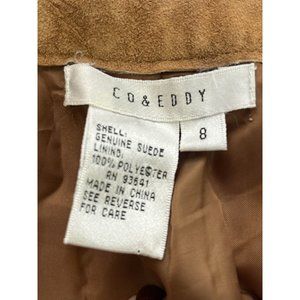 CO & EDDY
8
SHELL:
GENUINE SUEDE
LINING:
100% POLYESTER
RN 93641
MADE IN CHINA
SEE REVERSE
FOR CARE